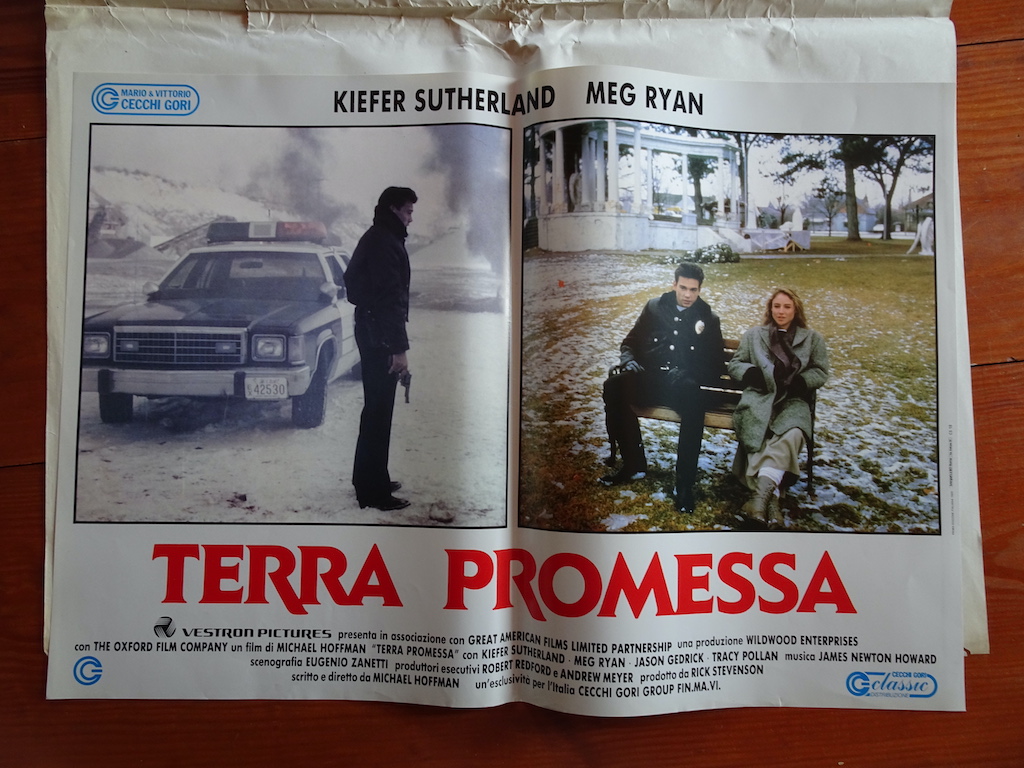 MARIO & VITTORIO
CECCHI GORI
KIEFER SUTHERLAND MEG RYAN
42530
TERRA PROMESSA
VESTRON PICTURES presenta in associazione con GREAT AMERICAN FILMS LIMITED PARTNERSHIP una produzione WILDWOOD ENTERPRISES
con THE OXFORD FILM COMPANY un film di MICHAEL HOFFMAN "TERRA PROMESSA" con KIEFER SUTHERLAND · MEG RYAN · JASON GEDRICK · TRACY POLLAN musica JAMES NEWTON HOWARD
scenografia EUGENIO ZANETTI produttori esecutivi ROBERT REDFORD e ANDREW MEYER prodotto da RICK STEVENSON
scritto e diretto da MICHAEL HOFFMAN un'esclusività per l'Italia CECCHI GORI GROUP FIN.MA.VI.
CECCHI GORI
classic
DISTRIBUZIONE